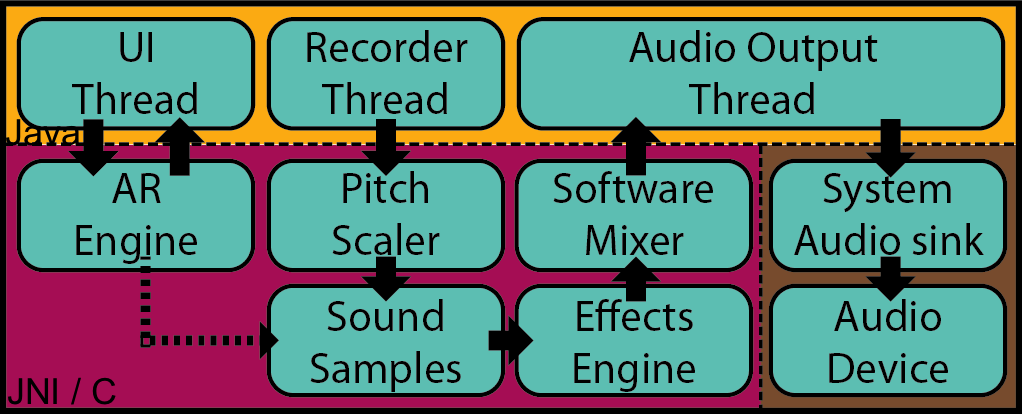 UI
Thread
Recorder
Thread
Audio Output
Thread
Java
AR
Engine
Pitch
Scaler
Software
Mixer
System
Audio sink
Sound
Samples
Effects
Engine
Audio
Device
JNI / C